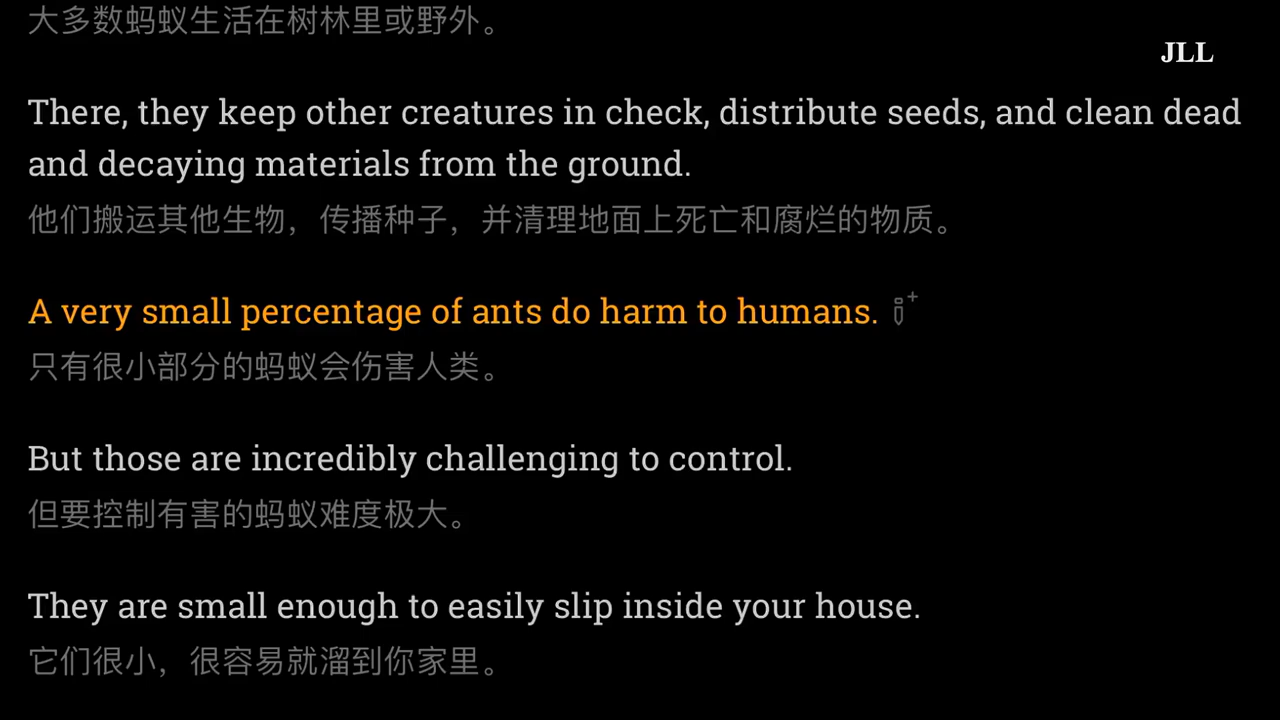 大多数蚂蚁生活在树林里或野外。
JLL
There, they keep other creatures in check, distribute seeds, and clean dead
and decaying materials from the ground.
他们搬运其他生物，传播种子，并清理地面上死亡和腐烂的物质。
A very small percentage of ants do harm to humans.
只有很小部分的蚂蚁会伤害人类。
But those are incredibly challenging to control.
但要控制有害的蚂蚁难度极大。
They are small enough to easily slip inside your house.
它们很小，很容易就溜到你家里。